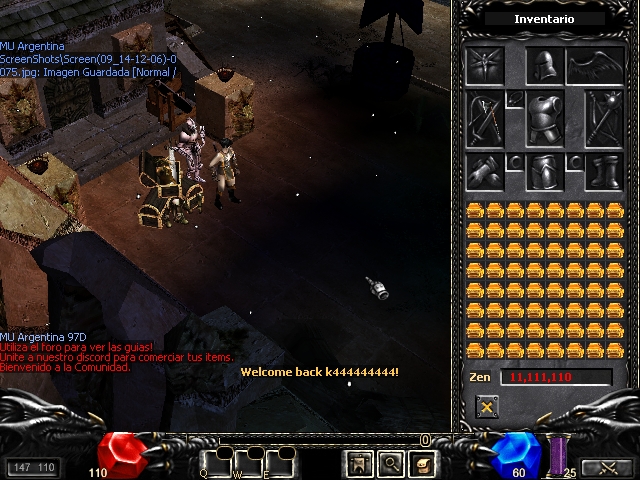 Inventario
MU Argentina
ScreenShots\Screen(09_14-12-06)-0
075.jpg: Imagen Guardada [Normal /
MU Argentina 97D
Utiliza el foro para ver las guias!
Unite a nuestro discord para comerciar tus items.
Bienvenido a la Comunidad.
Welcome back k444444444!
Zen 11,111,110
0
Q W E
147 110
110
60
25